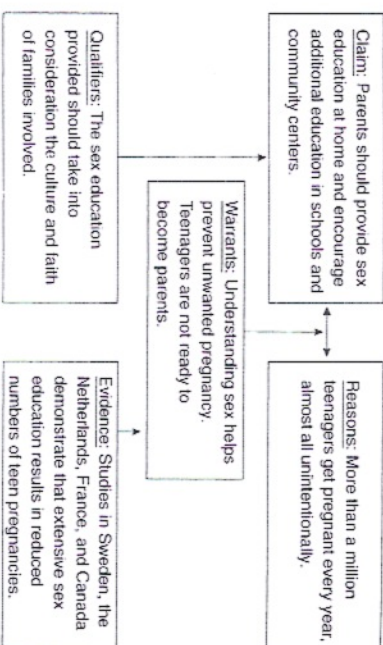 Claim: Parents should provide sex
education at home and encourage
additional education in schools and
community centers.
Reasons: More than a million
teenagers get pregnant every year,
almost all unintentionally.
Warrants: Understanding sex helps
prevent unwanted pregnancy.
Teenagers are not ready to
become parents.
Qualifiers: The sex education
provided should take into
consideration the culture and faith
of families involved.
Evidence: Studies in Sweden, the
Netherlands, France, and Canada
demonstrate that extensive sex
education results in reduced
numbers of teen pregnancies.